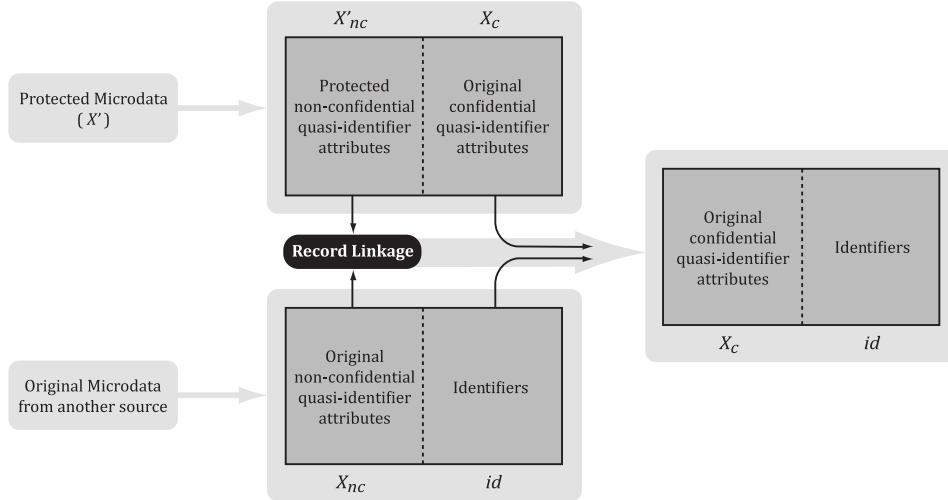 X'nc
Xc
Protected Microdata
( X' )
Protected
non-confidential
quasi-identifier
attributes
Original
confidential
quasi-identifier
attributes
Record Linkage
Original
confidential
quasi-identifier
attributes
Identifiers
Xc
id
Original Microdata
from another source
Original
non-confidential
quasi-identifier
attributes
Identifiers
Xnc
id